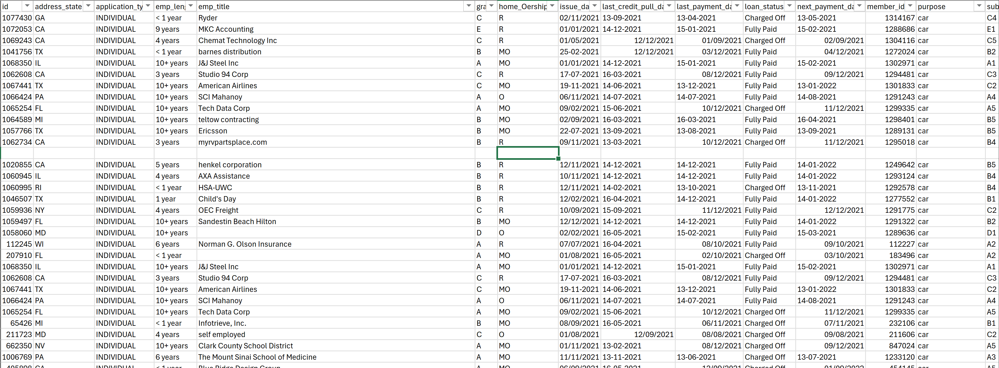 id address_state application_ty emp_leng emp_title gra home_Oership issue_da last_credit_pull_da last_payment_da loan_status next_payment_da member_id purpose sub
1077430 GA INDIVIDUAL < 1 year Ryder C R 02/11/2021 13-09-2021 13-04-2021 Charged Off 13-05-2021 1314167 car C4
1072053 CA INDIVIDUAL 9 years MKC Accounting E R 01/01/2021 14-12-2021 15-01-2021 Fully Paid 15-02-2021 1288686 car E1
1069243 CA INDIVIDUAL 4 years Chemat Technology Inc C R 01/05/2021 12/12/2021 01/09/2021 Charged Off 02/09/2021 1304116 car C5
1041756 TX INDIVIDUAL < 1 year barnes distribution B MO 25-02-2021 12/12/2021 03/12/2021 Fully Paid 04/12/2021 1272024 car B2
1068350 IL INDIVIDUAL 10+ years J&J Steel Inc A MO 01/01/2021 14-12-2021 15-01-2021 Fully Paid 15-02-2021 1302971 car A1
1062608 CA INDIVIDUAL 3 years Studio 94 Corp C R 17-07-2021 16-03-2021 08/12/2021 Fully Paid 09/12/2021 1294481 car C3
1067441 TX INDIVIDUAL 10+ years American Airlines C MO 19-11-2021 14-06-2021 13-12-2021 Fully Paid 13-01-2022 1301833 car C2
1066424 PA INDIVIDUAL 10+ years SCI Mahanoy A O 06/11/2021 14-07-2021 14-07-2021 Fully Paid 14-08-2021 1291243 car A4
1065254 FL INDIVIDUAL 10+ years Tech Data Corp A MO 09/02/2021 15-06-2021 10/12/2021 Charged Off 11/12/2021 1299335 car A5
1064589 MI INDIVIDUAL 10+ years teltow contracting B MO 02/09/2021 16-03-2021 16-03-2021 Fully Paid 16-04-2021 1298401 car B5
1057766 TX INDIVIDUAL 10+ years Ericsson B MO 22-07-2021 13-09-2021 13-08-2021 Fully Paid 13-09-2021 1289131 car B5
1062734 CA INDIVIDUAL 3 years myrvpartsplace.com B R 09/11/2021 13-03-2021 10/12/2021 Charged Off 11/12/2021 1295018 car B4
1020855 CA INDIVIDUAL 5 years henkel corporation B R 12/11/2021 14-12-2021 14-12-2021 Fully Paid 14-01-2022 1249642 car B5
1060945 IL INDIVIDUAL 4 years AXA Assistance B R 10/11/2021 14-12-2021 14-12-2021 Fully Paid 14-01-2022 1293124 car B4
1060995 RI INDIVIDUAL < 1 year HSA-UWC B R 12/11/2021 14-02-2021 13-10-2021 Charged Off 13-11-2021 1292578 car B4
1046507 TX INDIVIDUAL 1 year Child's Day B R 12/02/2021 16-04-2021 14-12-2021 Fully Paid 14-01-2022 1277552 car B1
1059936 NY INDIVIDUAL 4 years OEC Freight C R 10/09/2021 15-09-2021 11/12/2021 Fully Paid 12/12/2021 1291775 car C2
1059497 FL INDIVIDUAL 10+ years Sandestin Beach Hilton B MO 12/12/2021 14-12-2021 14-12-2021 Fully Paid 14-01-2022 1291322 car B2
1058060 MD INDIVIDUAL 10+ years D O 02/02/2021 16-05-2021 15-02-2021 Fully Paid 15-03-2021 1289636 car D1
112245 WI INDIVIDUAL 6 years Norman G. Olson Insurance A R 07/07/2021 16-04-2021 08/10/2021 Fully Paid 09/10/2021 112227 car A2
207910 FL INDIVIDUAL < 1 year A MO 01/08/2021 16-05-2021 02/10/2021 Charged Off 03/10/2021 183496 car A2
1068350 IL INDIVIDUAL 10+ years J&J Steel Inc A MO 01/01/2021 14-12-2021 15-01-2021 Fully Paid 15-02-2021 1302971 car A1
1062608 CA INDIVIDUAL 3 years Studio 94 Corp C R 17-07-2021 16-03-2021 08/12/2021 Fully Paid 09/12/2021 1294481 car C3
1067441 TX INDIVIDUAL 10+ years American Airlines C MO 19-11-2021 14-06-2021 13-12-2021 Fully Paid 13-01-2022 1301833 car C2
1066424 PA INDIVIDUAL 10+ years SCI Mahanoy A O 06/11/2021 14-07-2021 14-07-2021 Fully Paid 14-08-2021 1291243 car A4
1065254 FL INDIVIDUAL 10+ years Tech Data Corp A MO 09/02/2021 15-06-2021 10/12/2021 Charged Off 11/12/2021 1299335 car A5
65426 MI INDIVIDUAL < 1 year Infotrieve, Inc. B MO 08/09/2021 16-05-2021 06/11/2021 Charged Off 07/11/2021 232106 car B1
211723 MD INDIVIDUAL 4 years self employed C O 01/08/2021 12/09/2021 08/08/2021 Charged Off 09/08/2021 211606 car C2
662350 NV INDIVIDUAL 10+ years Clark County School District A MO 01/11/2021 13-02-2021 08/12/2021 Charged Off 09/12/2021 847024 car A5
1006769 PA INDIVIDUAL 6 years The Mount Sinai School of Medicine A MO 11/11/2021 13-11-2021 13-06-2021 Charged Off 13-07-2021 1233120 car A3